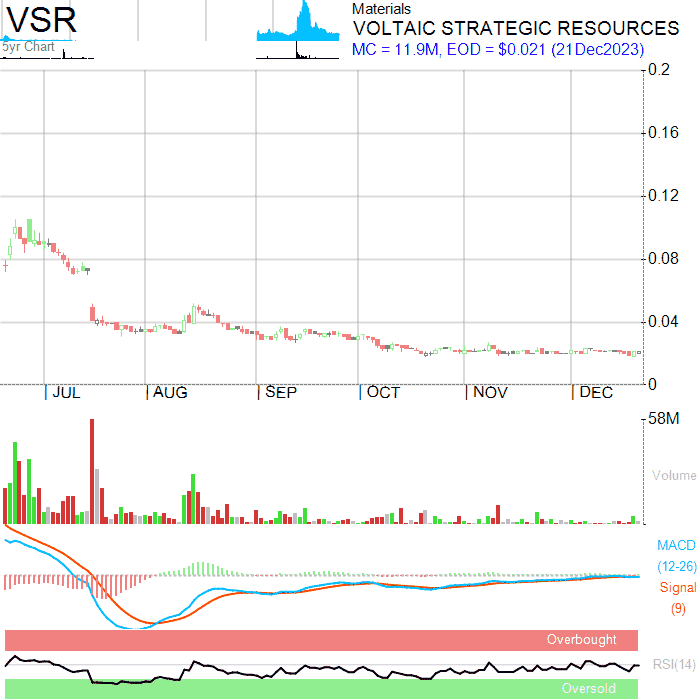 VSR
5yr Chart
Materials
VOLTAIC STRATEGIC RESOURCES
MC = 11.9M, EOD = $0.021 (21Dec2023)
0.2
0.16
0.12
0.08
0.04
0
JUL AUG SEP OCT NOV DEC
58M
Volume
MACD
(12-26)
Signal
(9)
Overbought
RSI(14)
Oversold